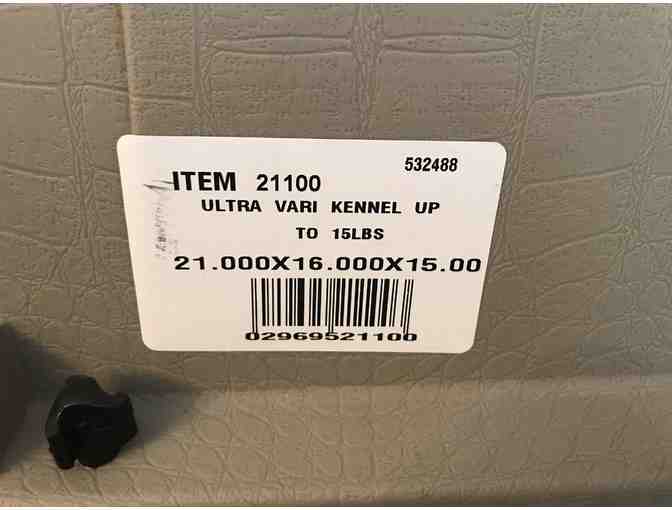 532488
ITEM 21100
ULTRA VARI KENNEL UP
TO 15LBS
21.000X16.000X15.00
02969521100